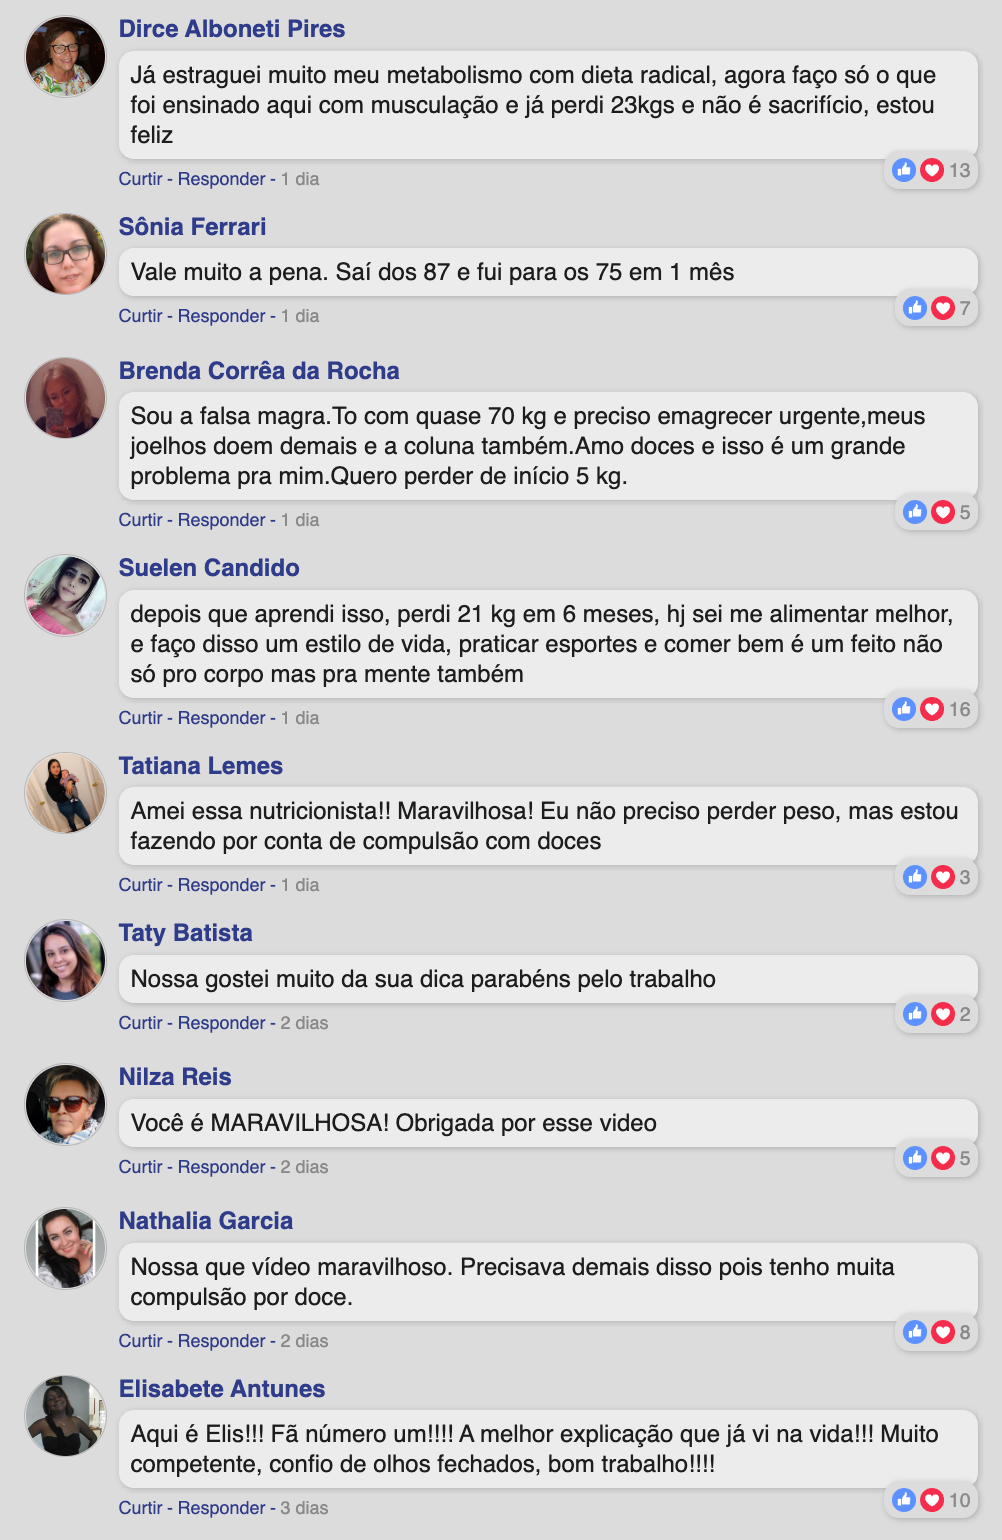 Dirce Alboneti Pires
Já estraguei muito meu metabolismo com dieta radical, agora faço só o que
foi ensinado aqui com musculação e já perdi 23kgs e não é sacrifício, estou
feliz
Curtir - Responder - 1 dia
13
Sônia Ferrari
Vale muito a pena. Saí dos 87 e fui para os 75 em 1 mês
Curtir - Responder - 1 dia
7
Brenda Corrêa da Rocha
Sou a falsa magra.To com quase 70 kg e preciso emagrecer urgente,meus
joelhos doem demais e a coluna também.Amo doces e isso é um grande
problema pra mim.Quero perder de início 5 kg.
Curtir - Responder - 1 dia
5
Suelen Candido
depois que aprendi isso, perdi 21 kg em 6 meses, hj sei me alimentar melhor,
e faço disso um estilo de vida, praticar esportes e comer bem é um feito não
só pro corpo mas pra mente também
Curtir - Responder - 1 dia
16
Tatiana Lemes
Amei essa nutricionista!! Maravilhosa! Eu não preciso perder peso, mas estou
fazendo por conta de compulsão com doces
Curtir - Responder - 1 dia
3
Taty Batista
Nossa gostei muito da sua dica parabéns pelo trabalho
Curtir - Responder - 2 dias
2
Nilza Reis
Você é MARAVILHOSA! Obrigada por esse video
Curtir - Responder - 2 dias
5
Nathalia Garcia
Nossa que vídeo maravilhoso. Precisava demais disso pois tenho muita
compulsão por doce.
Curtir - Responder - 2 dias
8
Elisabete Antunes
Aqui é Elis!!! Fã número um!!!! A melhor explicação que já vi na vida!!! Muito
competente, confio de olhos fechados, bom trabalho!!!!
Curtir - Responder - 3 dias
10